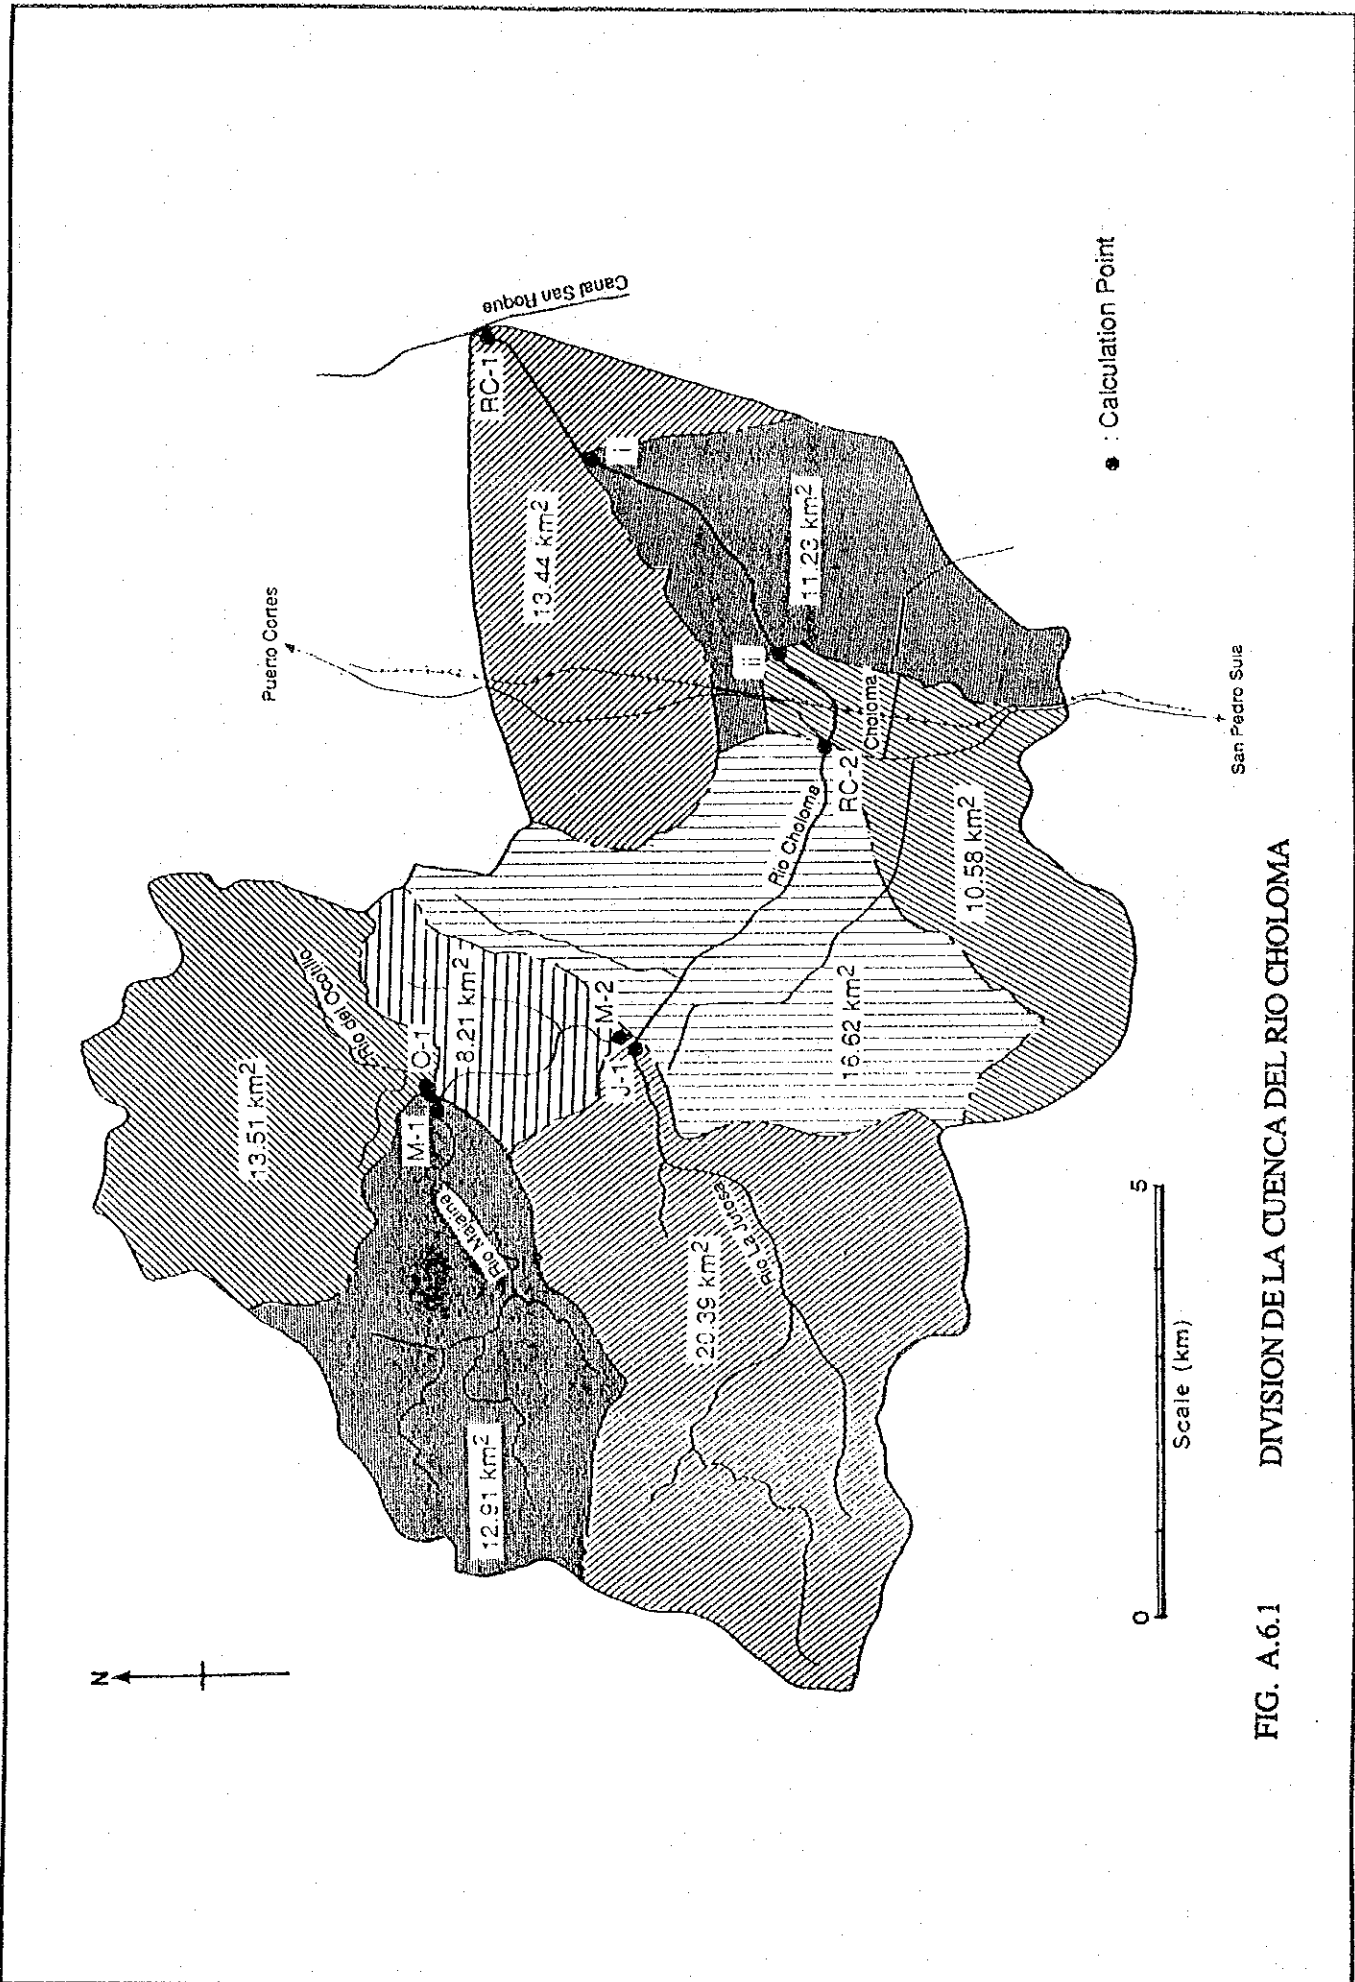 N
Puerto Cortes
Canal San Roque
RC-1
i
13.44 km²
11.23 km²
ii
Choloma
RC-2
Rio Choloma
10.58 km²
San Pedro Sula
13.51 km²
O-1
8.21 km²
M-1
M-2
J-1
16.62 km²
12.91 km²
20.39 km²
Rio La Jutosa
● : Calculation Point
0
5
Scale (km)
FIG. A.6.1 DIVISION DE LA CUENCA DEL RIO CHOLOMA